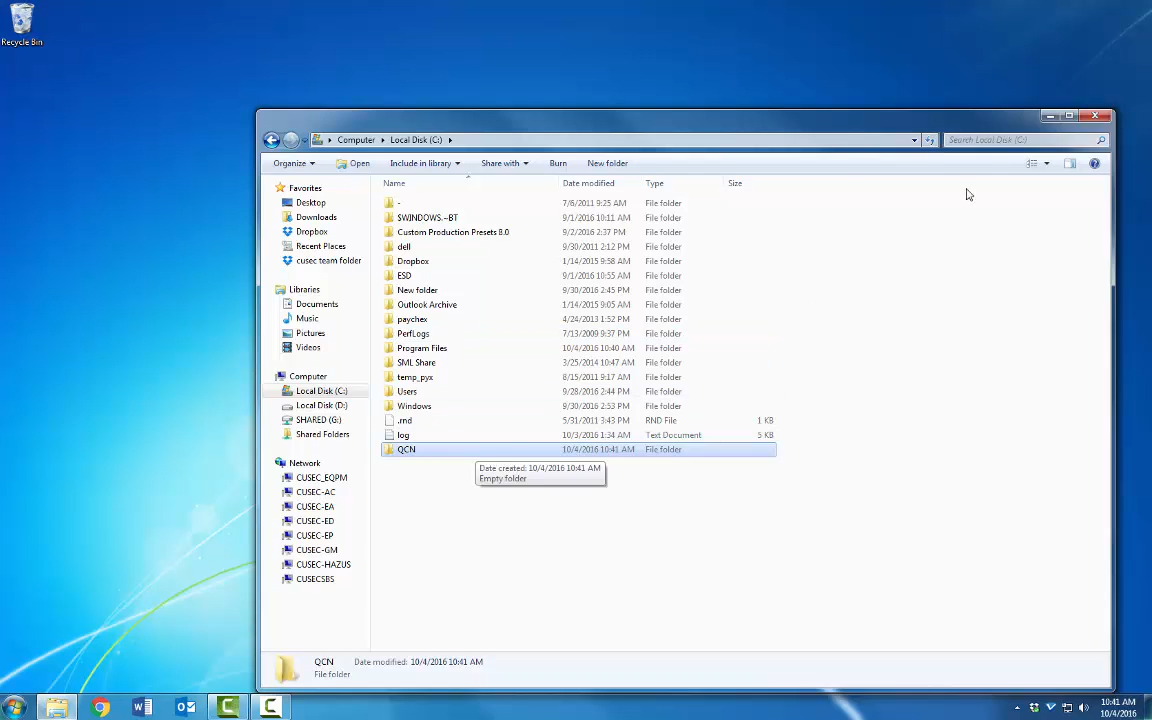 Recycle Bin
Computer Local Disk (C:)
Search Local Disk (C:)
Organize Open Include in library Share with Burn New folder
Name Date modified Type Size
Favorites
Desktop
Downloads
Dropbox
Recent Places
cusec team folder
Libraries
Documents
Music
Pictures
Videos
Computer
Local Disk (C:)
Local Disk (D:)
SHARED (G:)
Shared Folders
Network
CUSEC_EQPM
CUSEC-AC
CUSEC-EA
CUSEC-ED
CUSEC-EP
CUSEC-GM
CUSEC-HAZUS
CUSECSBS
- 7/6/2011 9:25 AM File folder
$WINDOWS.~BT 9/1/2016 10:11 AM File folder
Custom Production Presets 8.0 9/2/2016 2:37 PM File folder
dell 9/30/2011 2:12 PM File folder
Dropbox 1/14/2015 9:58 AM File folder
ESD 9/1/2016 10:55 AM File folder
New folder 9/30/2016 2:45 PM File folder
Outlook Archive 1/14/2015 9:05 AM File folder
paychex 4/24/2013 1:52 PM File folder
PerfLogs 7/13/2009 9:37 PM File folder
Program Files 10/4/2016 10:40 AM File folder
SML Share 3/25/2014 10:47 AM File folder
temp_pyx 8/15/2011 9:17 AM File folder
Users 9/28/2016 2:44 PM File folder
Windows 9/30/2016 2:53 PM File folder
.rnd 5/31/2011 3:43 PM RND File 1 KB
log 10/3/2016 1:34 AM Text Document 5 KB
QCN 10/4/2016 10:41 AM File folder
Date created: 10/4/2016 10:41 AM
Empty folder
QCN Date modified: 10/4/2016 10:41 AM
File folder
10:41 AM
10/4/2016